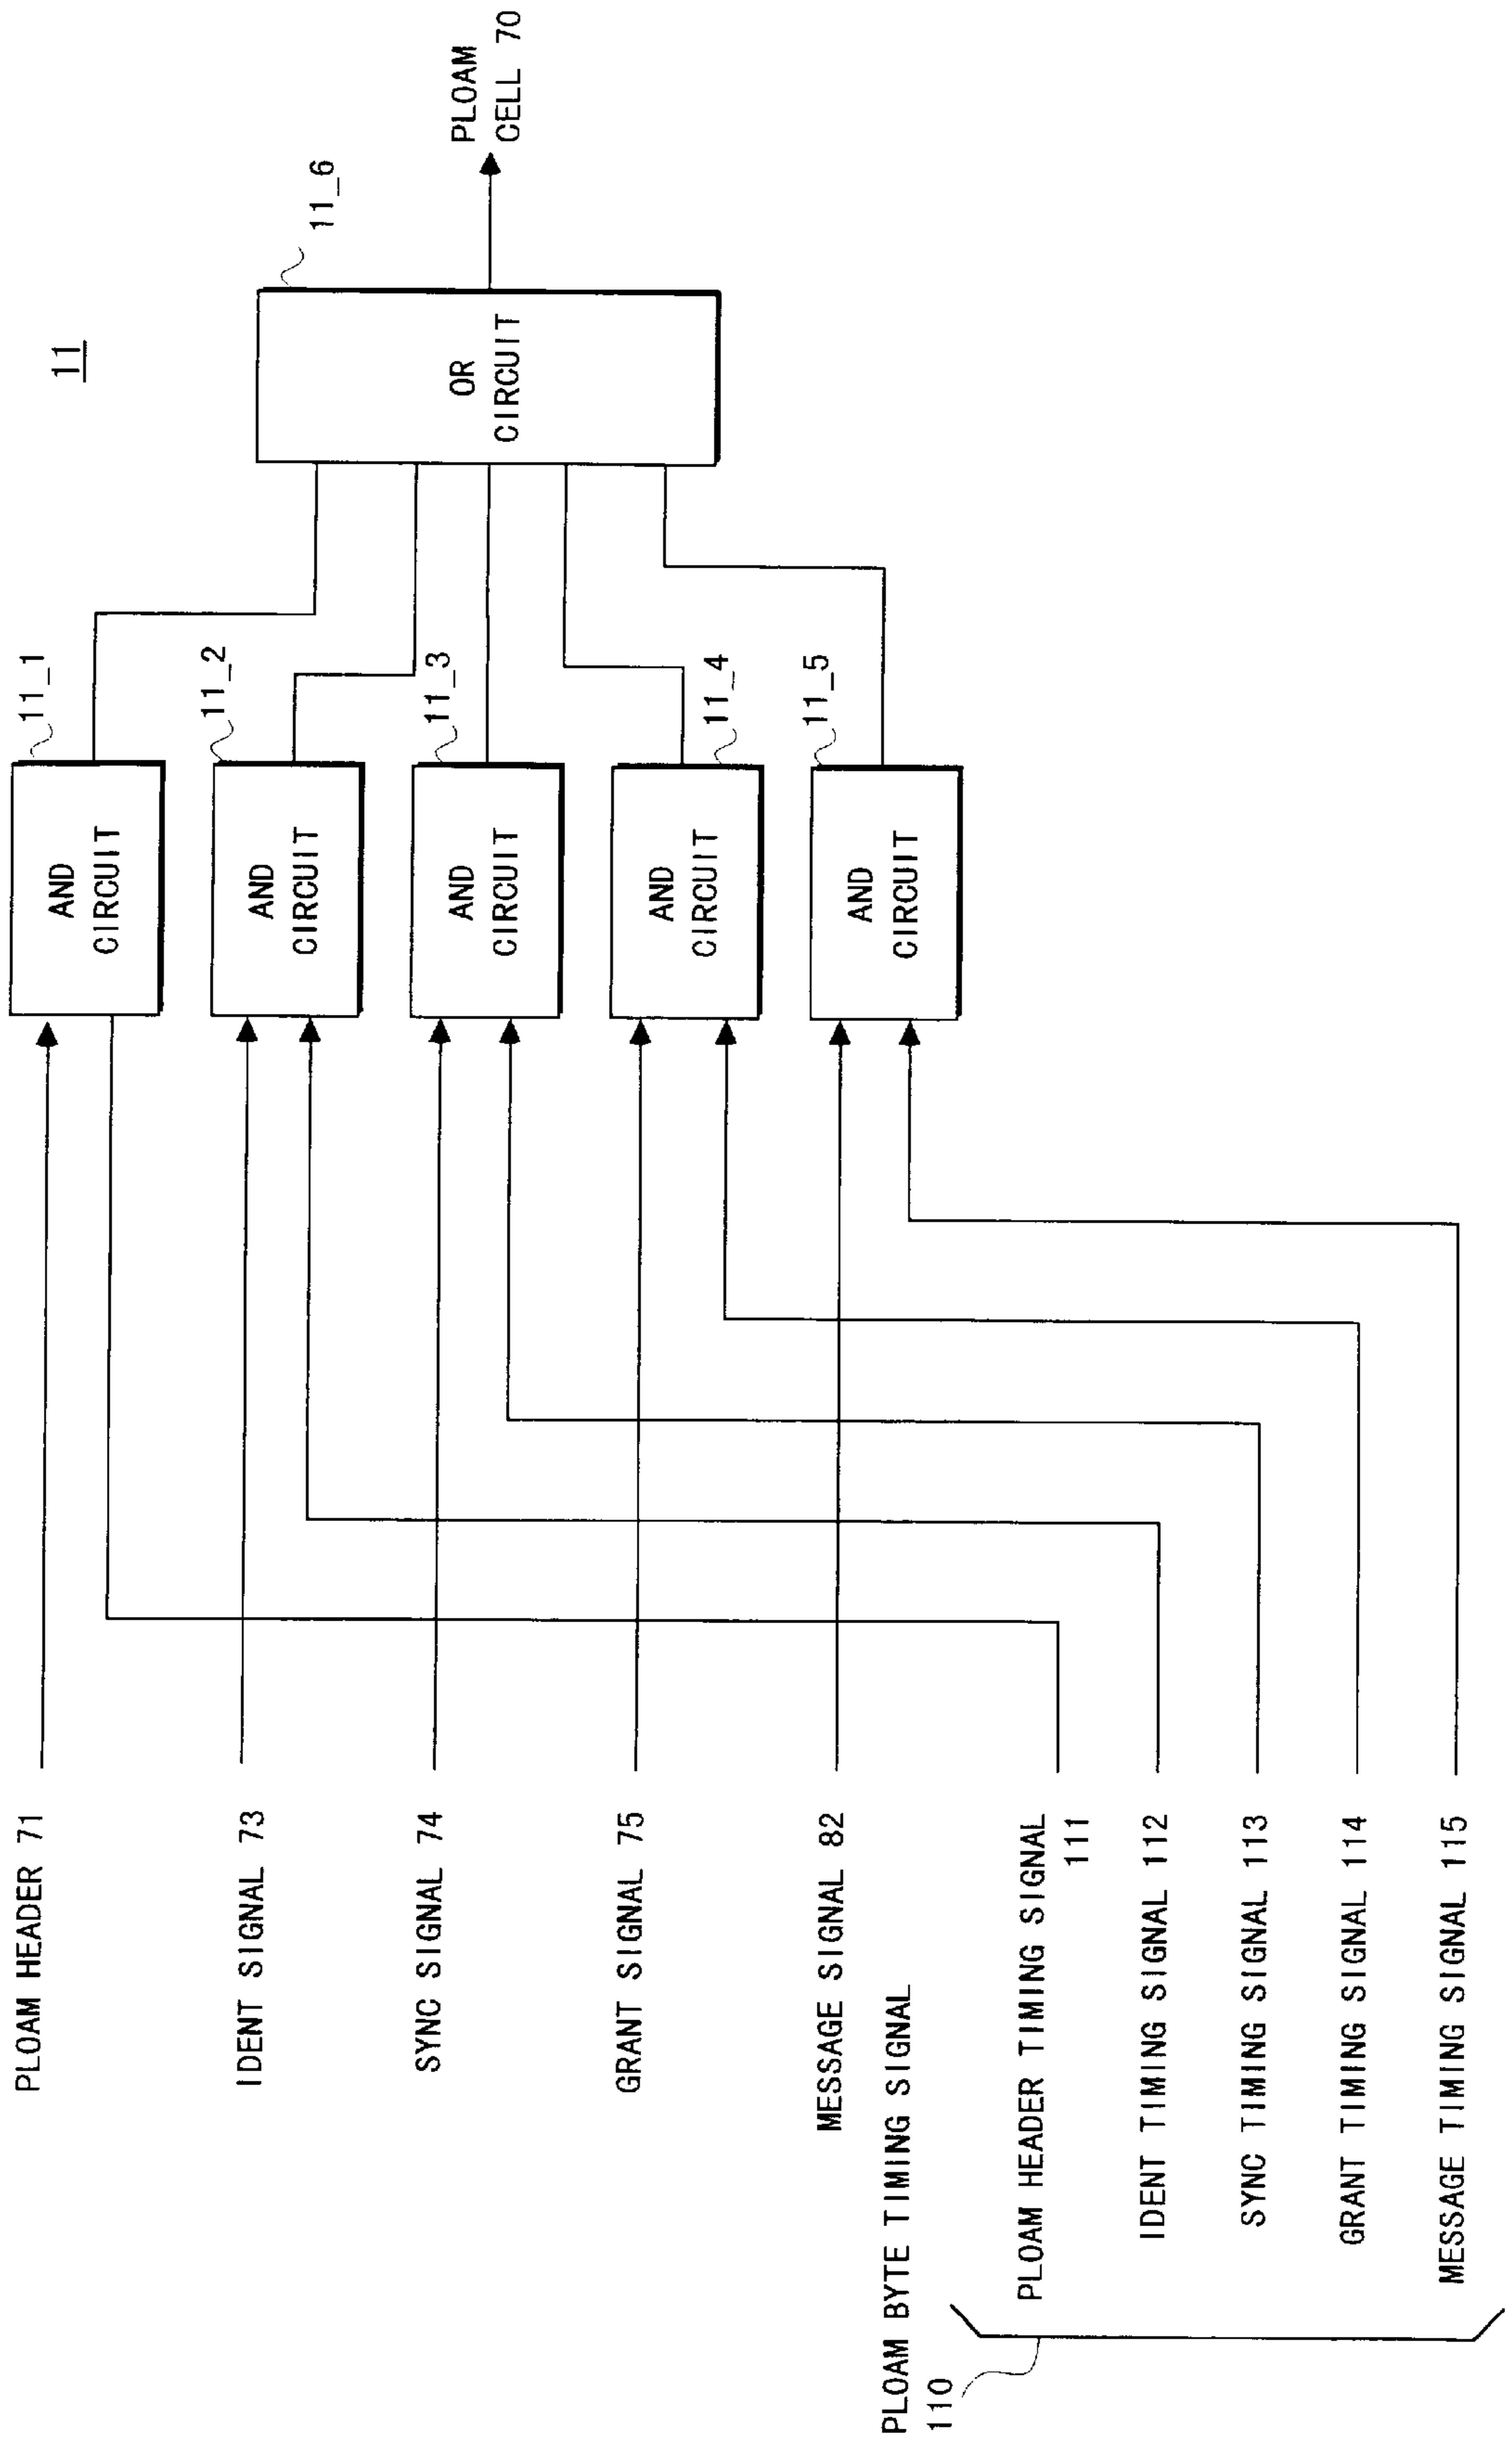 11
PLOAM HEADER 71
IDENT SIGNAL 73
SYNC SIGNAL 74
GRANT SIGNAL 75
MESSAGE SIGNAL 82
PLOAM BYTE TIMING SIGNAL
110
PLOAM HEADER TIMING SIGNAL
111
IDENT TIMING SIGNAL 112
SYNC TIMING SIGNAL 113
GRANT TIMING SIGNAL 114
MESSAGE TIMING SIGNAL 115
11_1
AND
CIRCUIT
11_2
AND
CIRCUIT
11_3
AND
CIRCUIT
11_4
AND
CIRCUIT
11_5
AND
CIRCUIT
11_6
OR
CIRCUIT
PLOAM
CELL 70